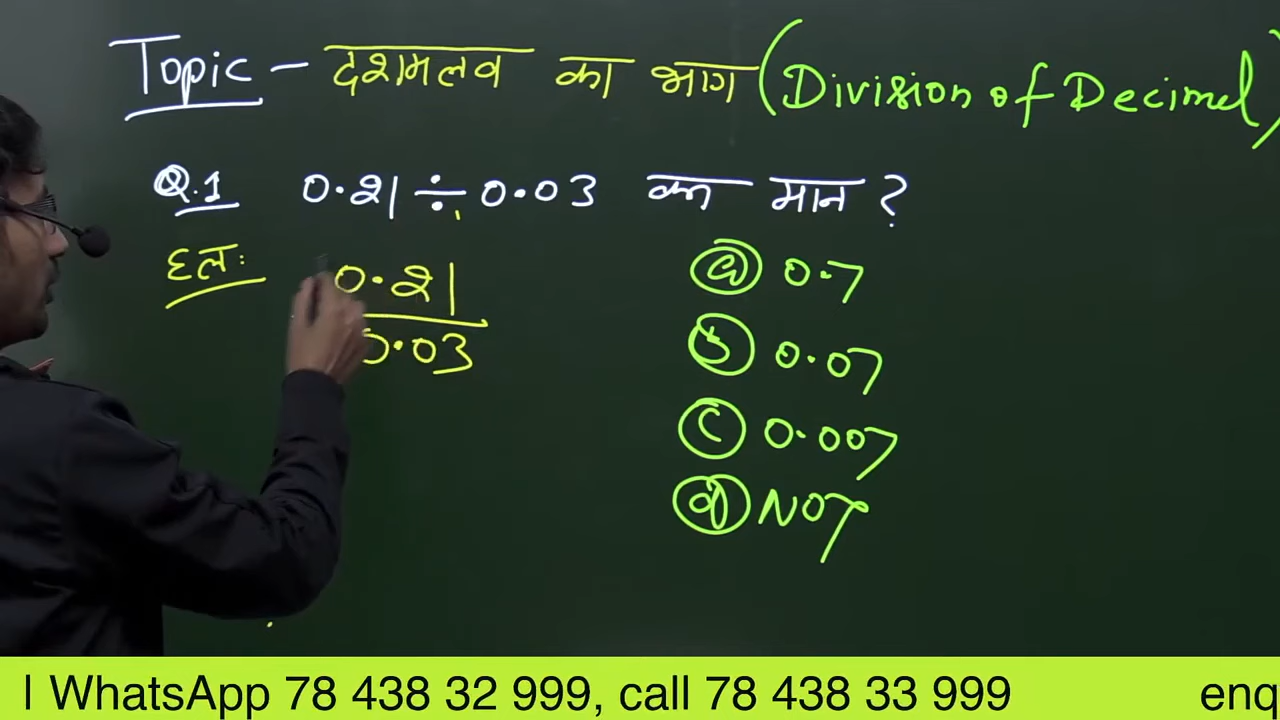 Topic - दशमलव का भाग (Division of Decimel)
Q.1 0.21 ÷ 0.03 का मान ?
हलः 0.21
0.03
(a) 0.7
(b) 0.07
(c) 0.007
(d) NOT
| WhatsApp 78 438 32 999, call 78 438 33 999 enq